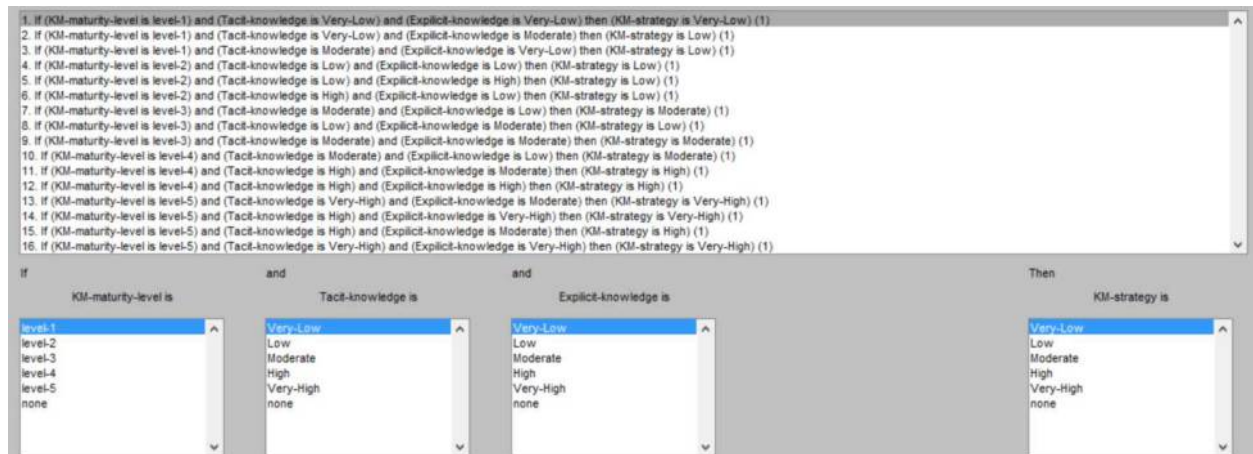 1. If (KM-maturity-level is level-1) and (Tacit-knowledge is Very-Low) and (Explicit-knowledge is Very-Low) then (KM-strategy is Very-Low) (1)
2. If (KM-maturity-level is level-1) and (Tacit-knowledge is Very-Low) and (Explicit-knowledge is Moderate) then (KM-strategy is Low) (1)
3. If (KM-maturity-level is level-1) and (Tacit-knowledge is Moderate) and (Explicit-knowledge is Very-Low) then (KM-strategy is Low) (1)
4. If (KM-maturity-level is level-2) and (Tacit-knowledge is Low) and (Explicit-knowledge is Low) then (KM-strategy is Low) (1)
5. If (KM-maturity-level is level-2) and (Tacit-knowledge is Low) and (Explicit-knowledge is High) then (KM-strategy is Low) (1)
6. If (KM-maturity-level is level-2) and (Tacit-knowledge is High) and (Explicit-knowledge is Low) then (KM-strategy is Low) (1)
7. If (KM-maturity-level is level-3) and (Tacit-knowledge is Moderate) and (Explicit-knowledge is Low) then (KM-strategy is Moderate) (1)
8. If (KM-maturity-level is level-3) and (Tacit-knowledge is Low) and (Explicit-knowledge is Moderate) then (KM-strategy is Low) (1)
9. If (KM-maturity-level is level-3) and (Tacit-knowledge is Moderate) and (Explicit-knowledge is Moderate) then (KM-strategy is Moderate) (1)
10. If (KM-maturity-level is level-4) and (Tacit-knowledge is Moderate) and (Explicit-knowledge is Low) then (KM-strategy is Moderate) (1)
11. If (KM-maturity-level is level-4) and (Tacit-knowledge is High) and (Explicit-knowledge is Moderate) then (KM-strategy is High) (1)
12. If (KM-maturity-level is level-4) and (Tacit-knowledge is High) and (Explicit-knowledge is High) then (KM-strategy is High) (1)
13. If (KM-maturity-level is level-5) and (Tacit-knowledge is Very-High) and (Explicit-knowledge is Moderate) then (KM-strategy is Very-High) (1)
14. If (KM-maturity-level is level-5) and (Tacit-knowledge is High) and (Explicit-knowledge is Very-High) then (KM-strategy is Very-High) (1)
15. If (KM-maturity-level is level-5) and (Tacit-knowledge is High) and (Explicit-knowledge is Moderate) then (KM-strategy is High) (1)
16. If (KM-maturity-level is level-5) and (Tacit-knowledge is Very-High) and (Explicit-knowledge is Very-High) then (KM-strategy is Very-High) (1)
If and and Then
KM-maturity-level is Tacit-knowledge is Explicit-knowledge is KM-strategy is
level-1 Very-Low Very-Low Very-Low
level-2 Low Low Low
level-3 Moderate Moderate Moderate
level-4 High High High
level-5 Very-High Very-High Very-High
none none none none